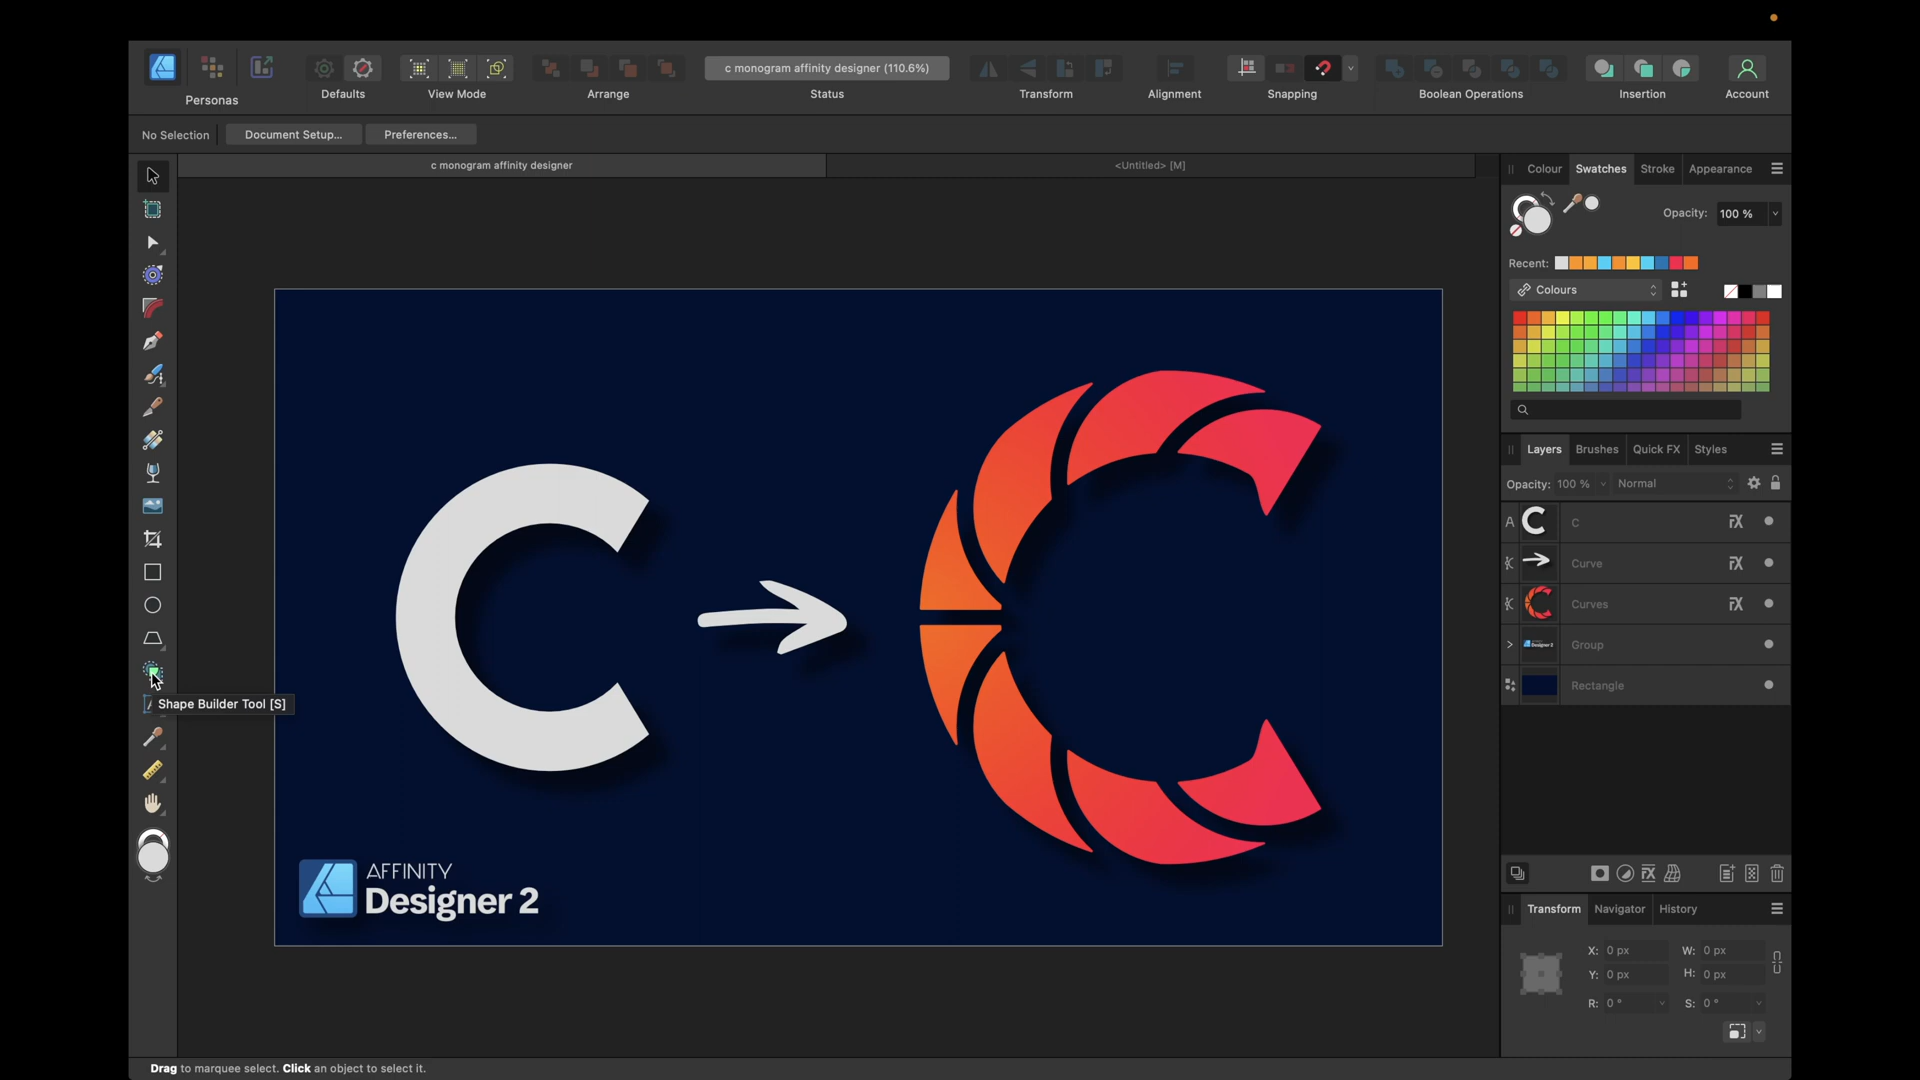 c monogram affinity designer (110.6%)
Personas
Defaults
View Mode
Arrange
Status
Transform
Alignment
Snapping
Boolean Operations
Insertion
Account
No Selection
Document Setup...
Preferences...
c monogram affinity designer
<Untitled> [M]
Colour
Swatches
Stroke
Appearance
Opacity:
100 %
Recent:
Colours
Layers
Brushes
Quick FX
Styles
Opacity: 100 %
Normal
C
Curve
Curves
Group
Rectangle
Shape Builder Tool [S]
AFFINITY
Designer 2
Transform
Navigator
History
X: 0 px
W: 0 px
Y: 0 px
H: 0 px
R: 0 °
S: 0 °
Drag to marquee select. Click an object to select it.